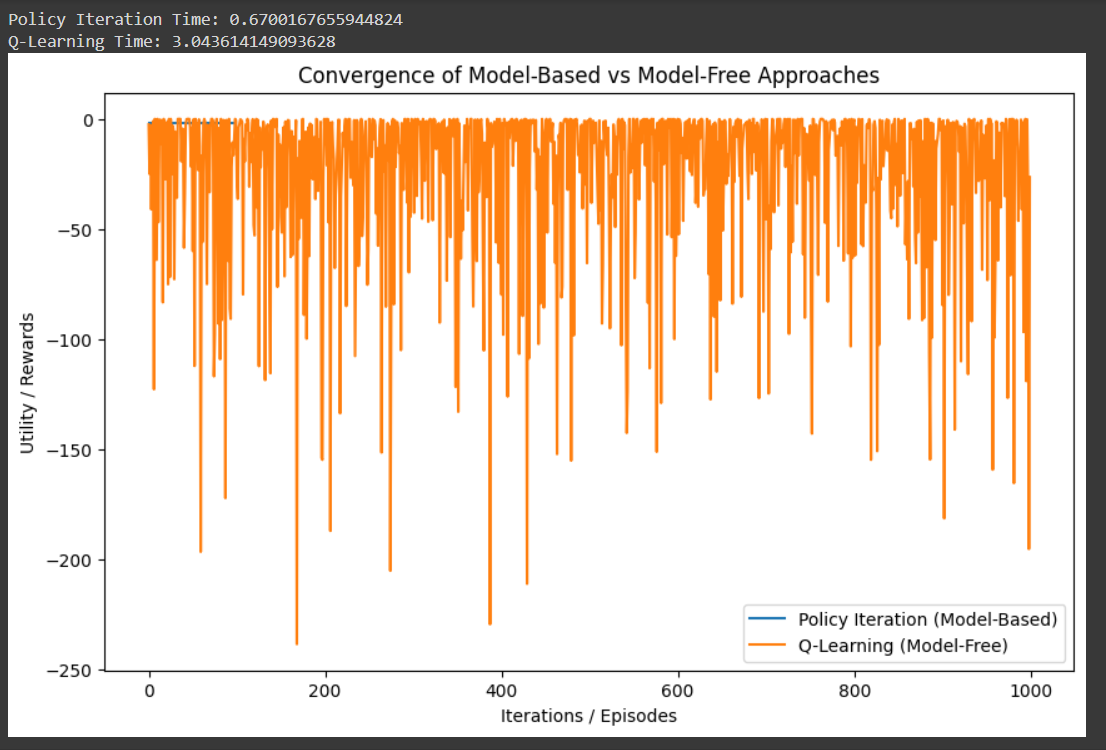 Policy Iteration Time: 0.6700167655944824
Q-Learning Time: 3.043614149093628
Convergence of Model-Based vs Model-Free Approaches
0
−50
−100
−150
−200
−250
Utility / Rewards
Policy Iteration (Model-Based)
Q-Learning (Model-Free)
0
200
400
600
800
1000
Iterations / Episodes